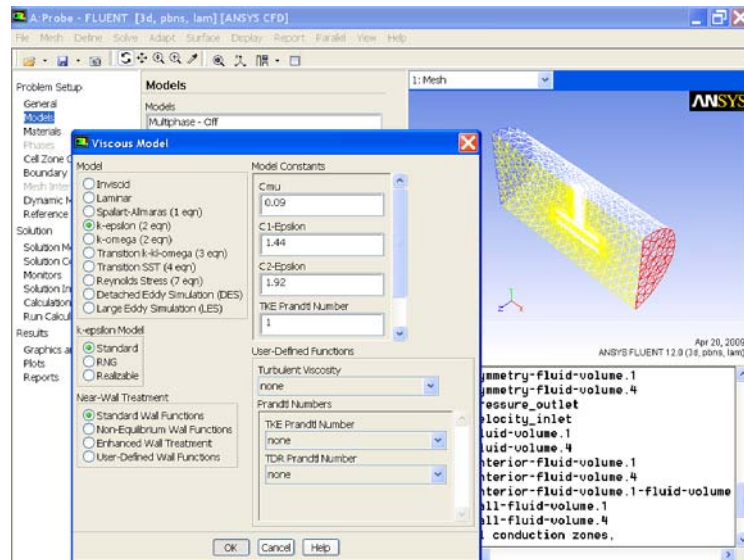 A:Probe - FLUENT [3d, pbns, lam] [ANSYS CFD]
File Mesh Define Solve Adapt Surface Display Report Parallel View Help
Problem Setup
General
Models
Materials
Phases
Cell Zone
Boundary
Mesh Inter
Dynamic M
Reference
Solution
Solution M
Solution Co
Monitors
Solution In
Calculation
Run Calcul
Results
Graphics a
Plots
Reports
Models
Models
Multiphase - Off
1: Mesh
ANSYS
Viscous Model
Model
Inviscid
Laminar
Spalart-Allmaras (1 eqn)
k-epsilon (2 eqn)
k-omega (2 eqn)
Transition k-kl-omega (3 eqn)
Transition SST (4 eqn)
Reynolds Stress (7 eqn)
Detached Eddy Simulation (DES)
Large Eddy Simulation (LES)
k-epsilon Model
Standard
RNG
Realizable
Near-Wall Treatment
Standard Wall Functions
Non-Equilibrium Wall Functions
Enhanced Wall Treatment
User-Defined Wall Functions
Model Constants
Cmu
0.09
C1-Epsilon
1.44
C2-Epsilon
1.92
TKE Prandtl Number
1
User-Defined Functions
Turbulent Viscosity
none
Prandtl Numbers
TKE Prandtl Number
none
TDR Prandtl Number
none
OK Cancel Help
Apr 20, 2009
ANSYS FLUENT 12.0 (3d, pbns, lam)
ymmetry-fluid-volume.1
ymmetry-fluid-volume.4
ressure_outlet
elocity_inlet
luid-volume.1
luid-volume.4
nterior-fluid-volume.1
nterior-fluid-volume.1-fluid-volume
all-fluid-volume.1
all-fluid-volume.4
l conduction zones,